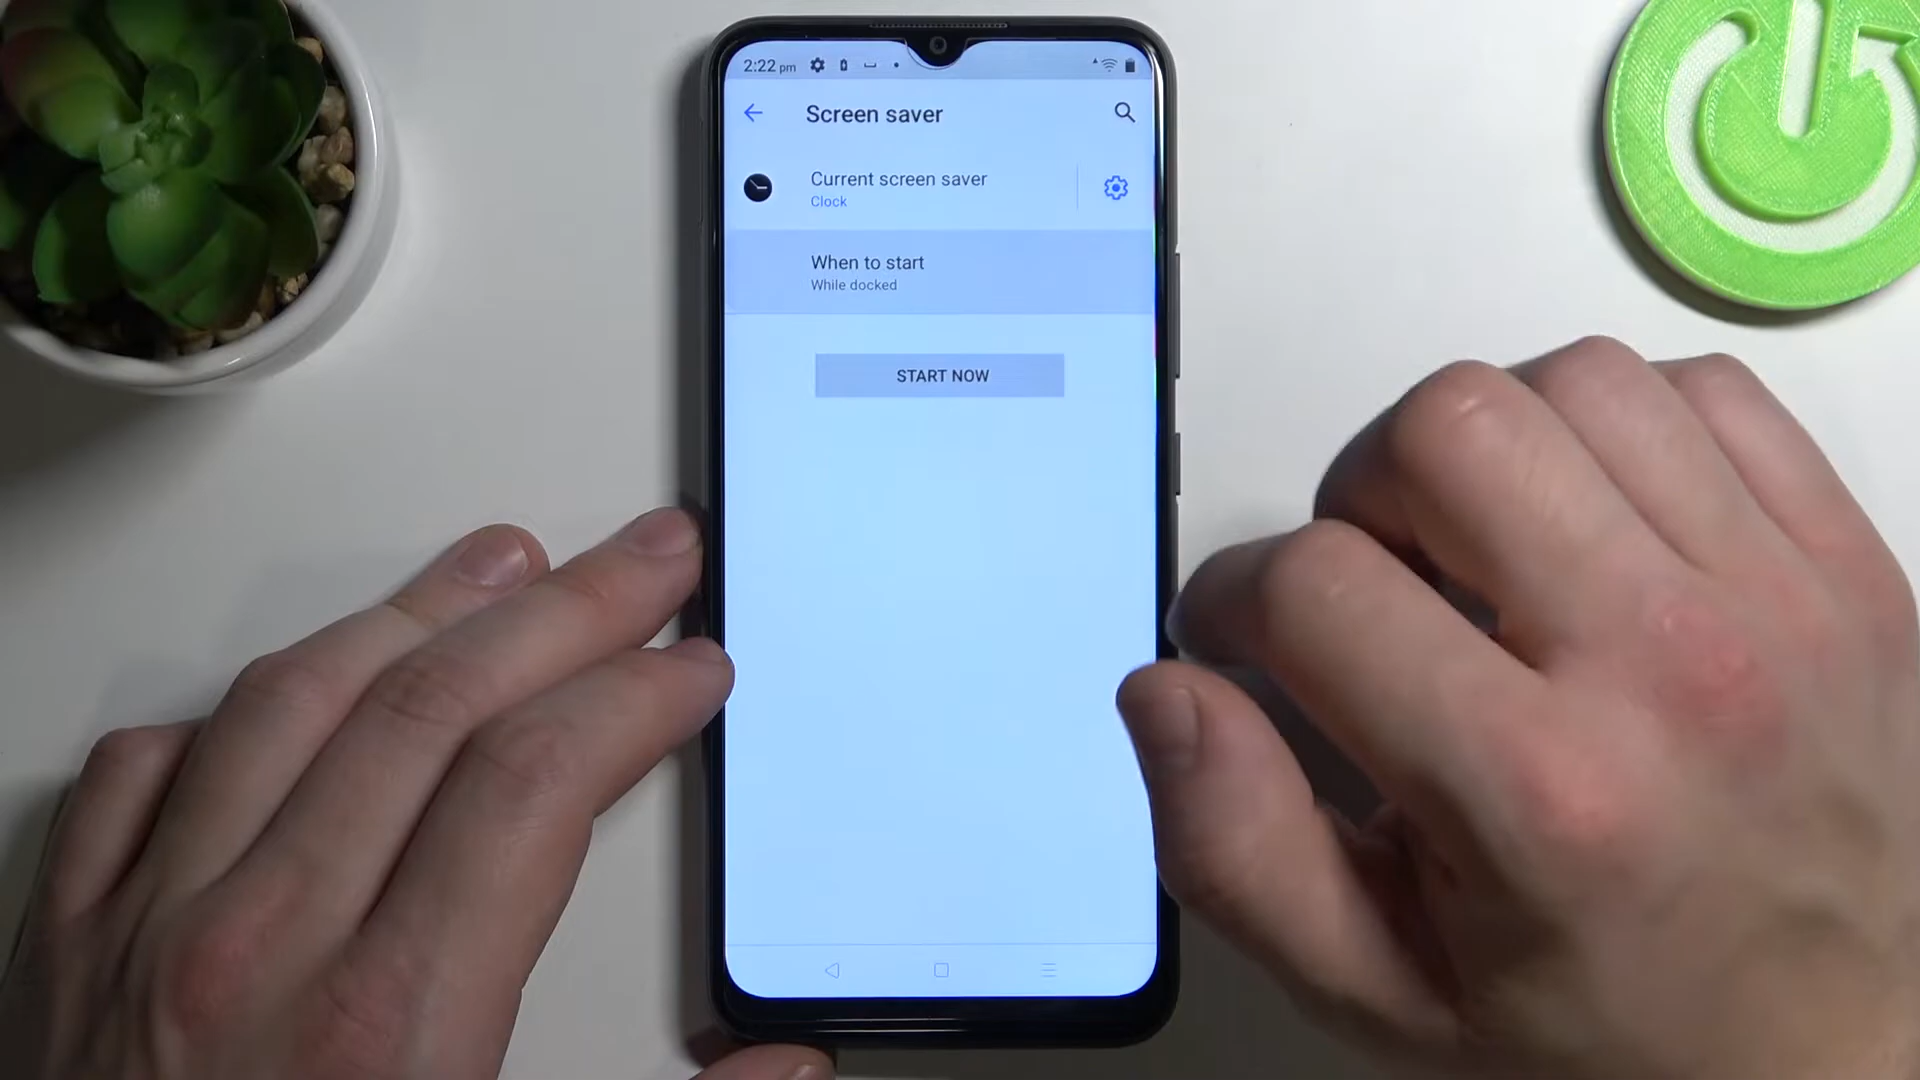 2:22 pm
Screen saver
Current screen saver
Clock
When to start
While docked
START NOW